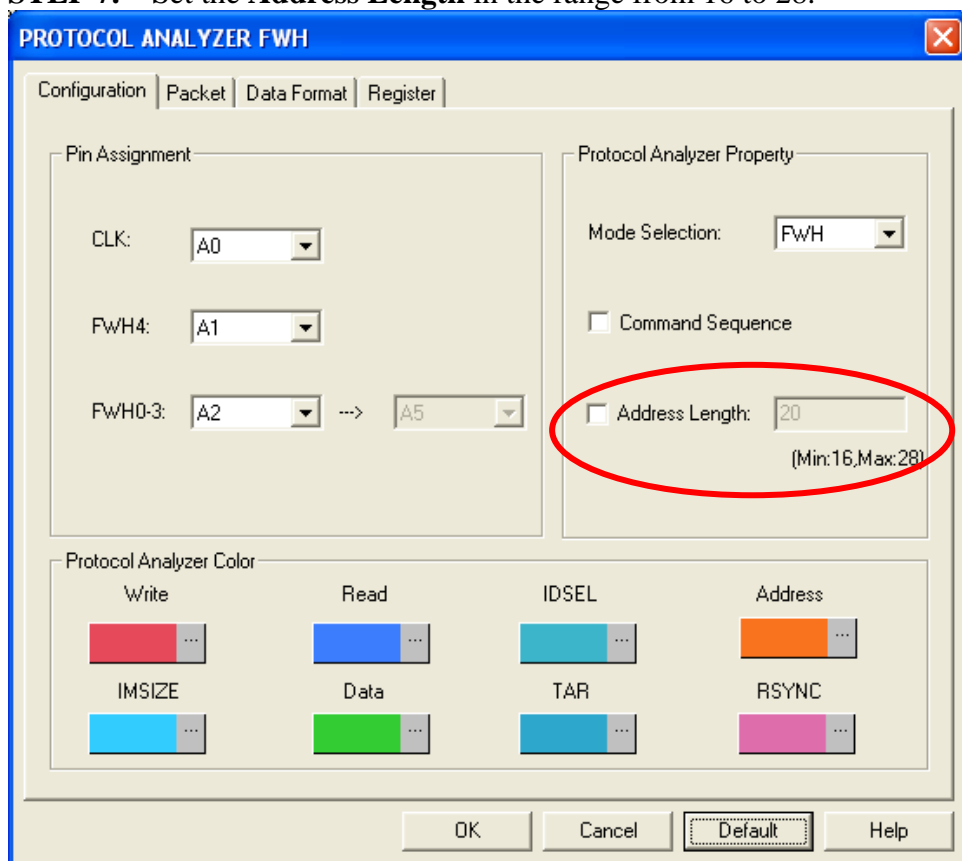 STEP 7. Set the Address Length in the range from 16 to 28.
PROTOCOL ANALYZER FWH
Configuration Packet Data Format Register
Pin Assignment
Protocol Analyzer Property
CLK: A0
Mode Selection: FWH
FWH4: A1
Command Sequence
FWH0-3: A2 ---> A5
Address Length: 20
(Min:16,Max:28)
Protocol Analyzer Color
Write Read IDSEL Address
... ... ... ...
IMSIZE Data TAR RSYNC
... ... ... ...
OK Cancel Default Help